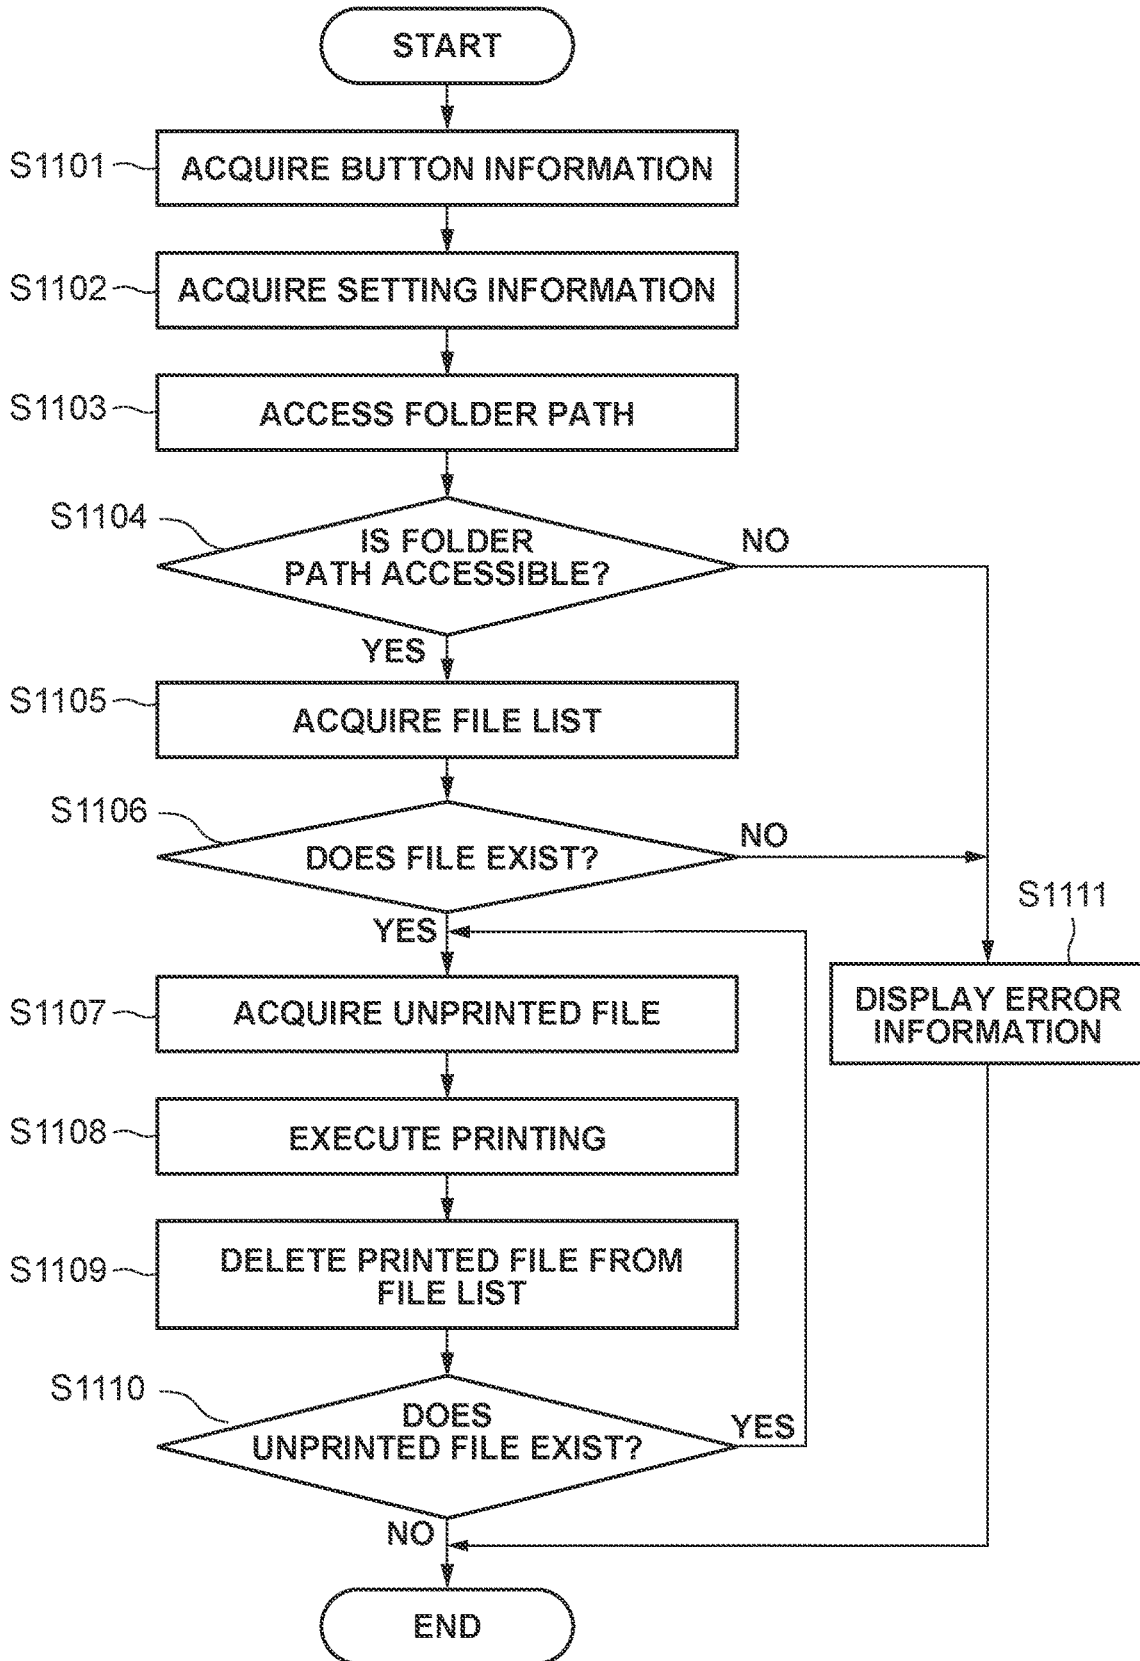 START
S1101
ACQUIRE BUTTON INFORMATION
S1102
ACQUIRE SETTING INFORMATION
S1103
ACCESS FOLDER PATH
S1104
IS FOLDER
PATH ACCESSIBLE?
NO
YES
S1105
ACQUIRE FILE LIST
S1106
DOES FILE EXIST?
NO
YES
S1111
DISPLAY ERROR
INFORMATION
S1107
ACQUIRE UNPRINTED FILE
S1108
EXECUTE PRINTING
S1109
DELETE PRINTED FILE FROM
FILE LIST
S1110
DOES
UNPRINTED FILE EXIST?
YES
NO
END